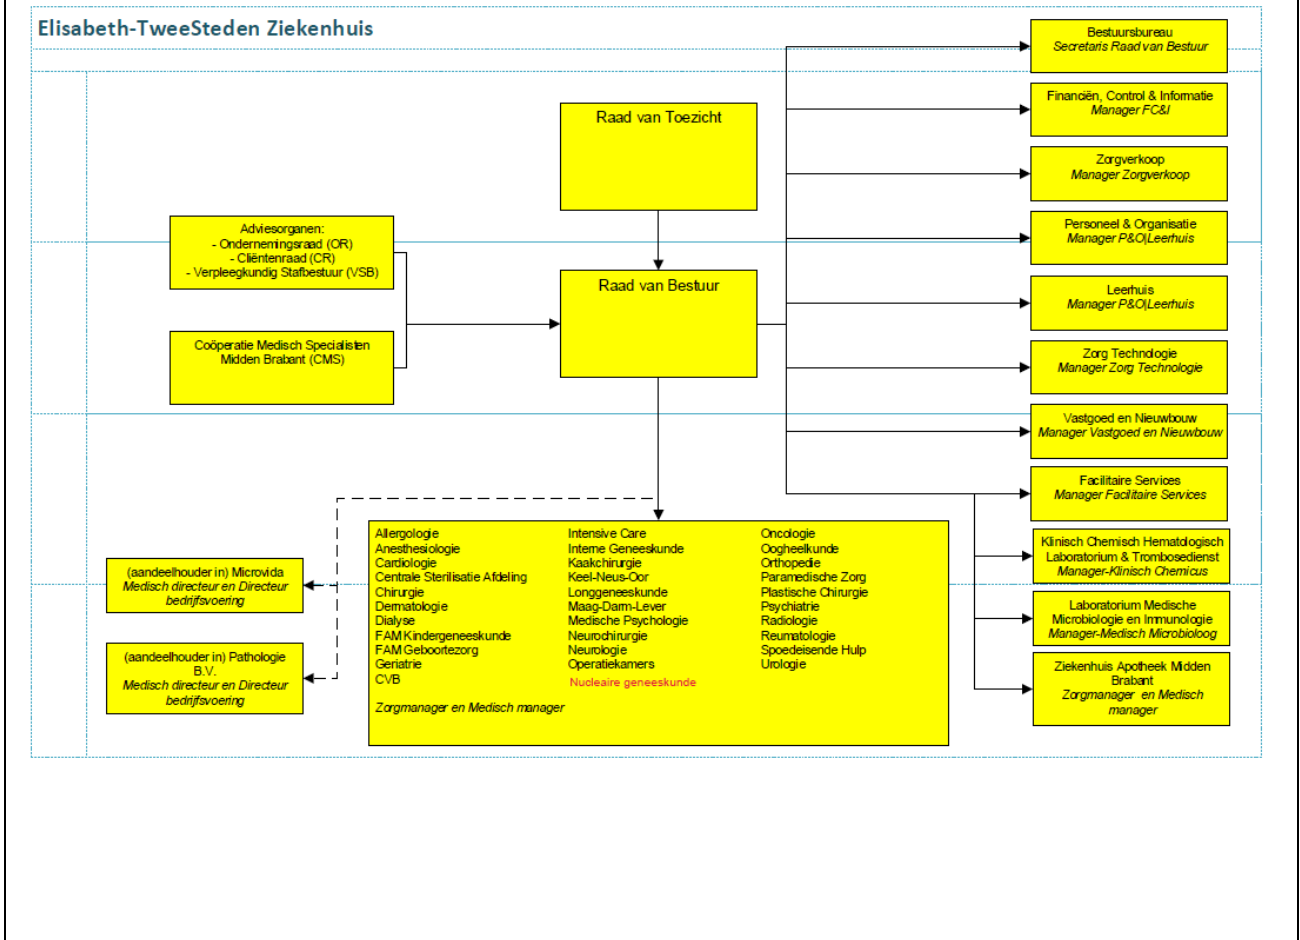 Elisabeth-TweeSteden Ziekenhuis
Raad van Toezicht
Adviesorganen:
- Ondernemingsraad (OR)
- Cliëntenraad (CR)
- Verpleegkundig Stafbestuur (VSB)
Raad van Bestuur
Coöperatie Medisch Specialisten
Midden Brabant (CMS)
Bestuursbureau
Secretaris Raad van Bestuur
Financiën, Control & Informatie
Manager FC&I
Zorgverkoop
Manager Zorgverkoop
Personeel & Organisatie
Manager P&O|Leerhuis
Leerhuis
Manager P&O|Leerhuis
Zorg Technologie
Manager Zorg Technologie
Vastgoed en Nieuwbouw
Manager Vastgoed en Nieuwbouw
Facilitaire Services
Manager Facilitaire Services
Klinisch Chemisch Hematologisch
Laboratorium & Trombosedienst
Manager-Klinisch Chemicus
Laboratorium Medische
Microbiologie en Immunologie
Manager-Medisch Microbioloog
Ziekenhuis Apotheek Midden
Brabant
Zorgmanager en Medisch
manager
(aandeelhouder in) Microvida
Medisch directeur en Directeur
bedrijfsvoering
(aandeelhouder in) Pathologie
B.V.
Medisch directeur en Directeur
bedrijfsvoering
Allergologie
Anesthesiologie
Cardiologie
Centrale Sterilisatie Afdeling
Chirurgie
Dermatologie
Dialyse
FAM Kindergeneeskunde
FAM Geboortezorg
Geriatrie
CVB
Intensive Care
Interne Geneeskunde
Kaakchirurgie
Keel-Neus-Oor
Longgeneeskunde
Maag-Darm-Lever
Medische Psychologie
Neurochirurgie
Neurologie
Operatiekamers
Nucleaire geneeskunde
Oncologie
Oogheelkunde
Orthopedie
Paramedische Zorg
Plastische Chirurgie
Psychiatrie
Radiologie
Reumatologie
Spoedeisende Hulp
Urologie
Zorgmanager en Medisch manager